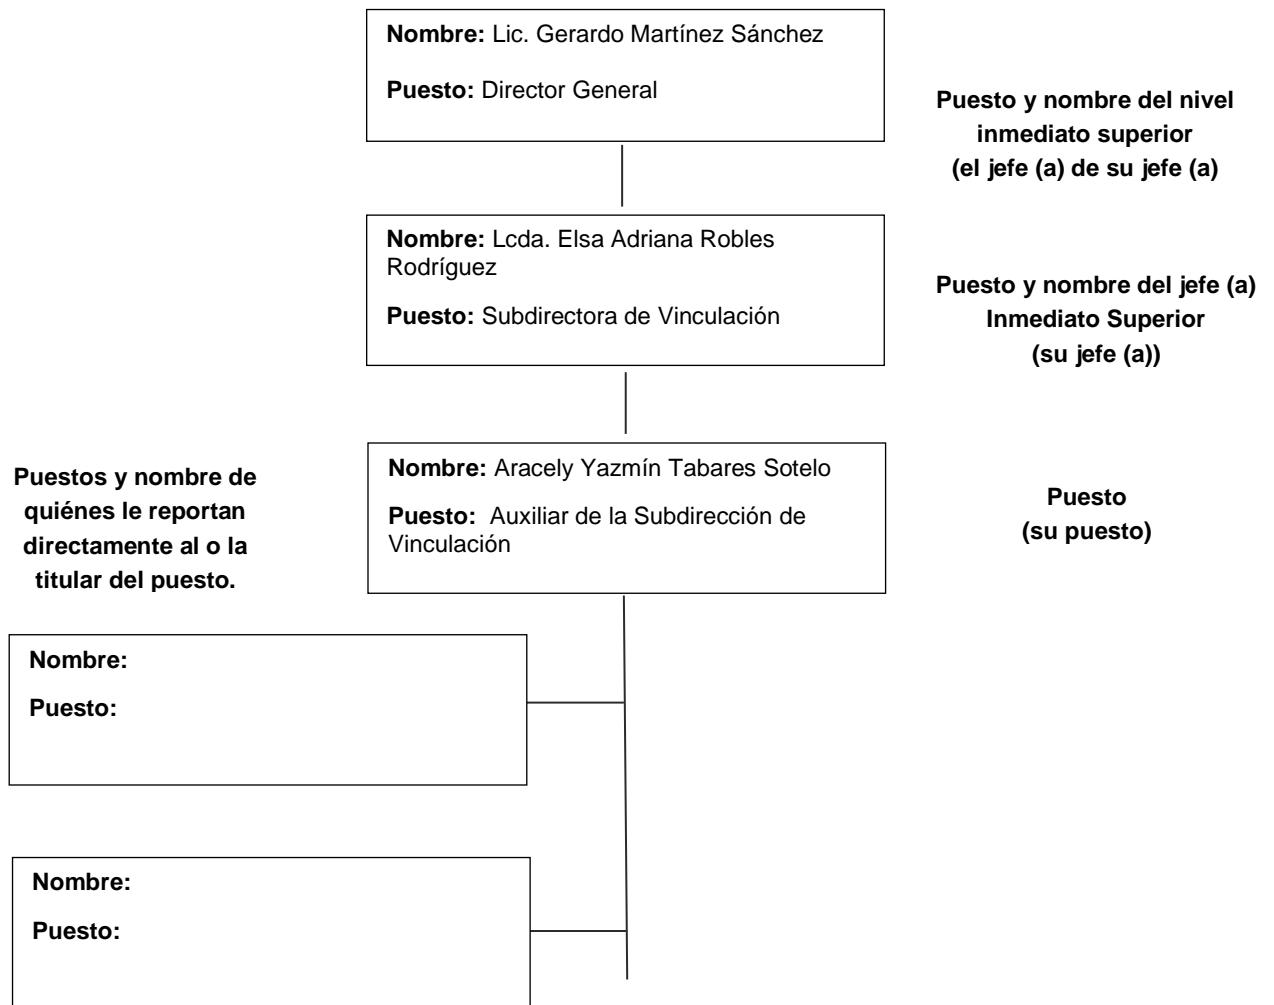 Nombre: Lic. Gerardo Martínez Sánchez
Puesto: Director General
Puesto y nombre del nivel
inmediato superior
(el jefe (a) de su jefe (a)
Nombre: Lcda. Elsa Adriana Robles
Rodríguez
Puesto: Subdirectora de Vinculación
Puesto y nombre del jefe (a)
Inmediato Superior
(su jefe (a))
Nombre: Aracely Yazmín Tabares Sotelo
Puesto: Auxiliar de la Subdirección de
Vinculación
Puesto
(su puesto)
Puestos y nombre de
quiénes le reportan
directamente al o la
titular del puesto.
Nombre:
Puesto:
Nombre:
Puesto: